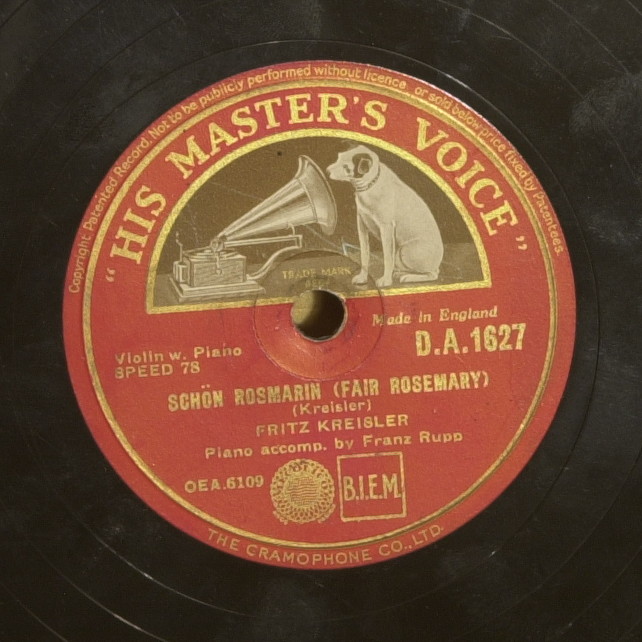 Copyright. Patented Record. Not to be publicly performed without licence or sold below price fixed by Patentees.
"HIS MASTER'S VOICE"
TRADE MARK
Made in England
D.A.1627
Violin w. Piano
SPEED 78
SCHÖN ROSMARIN (FAIR ROSEMARY)
(Kreisler)
FRITZ KREISLER
Piano accomp. by Franz Rupp
OEA.6109
B.I.E.M.
THE GRAMOPHONE CO., LTD.